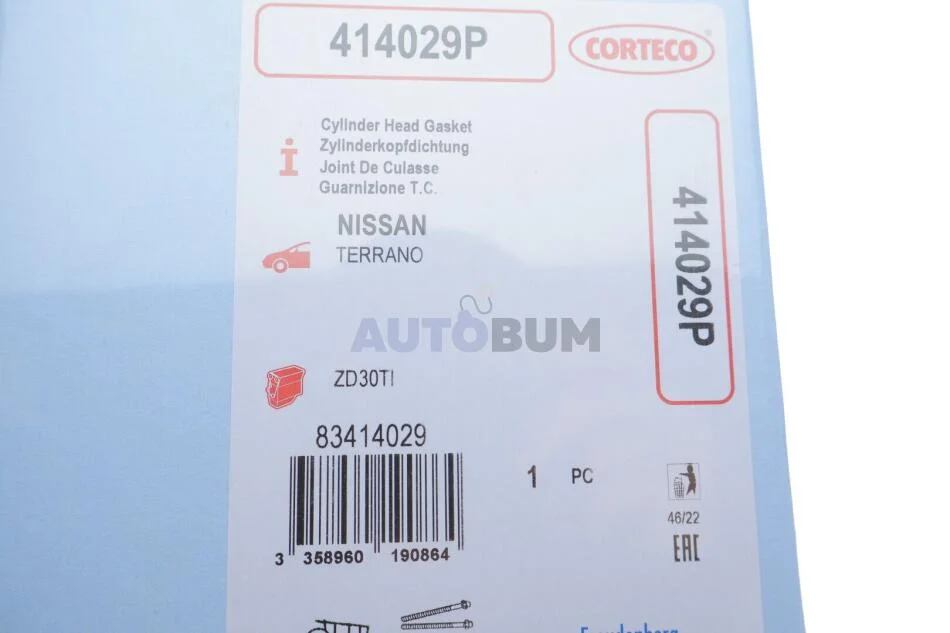 414029P
CORTECO
Cylinder Head Gasket
Zylinderkopfdichtung
Joint De Culasse
Guarnizione T.C.
NISSAN
TERRANO
414029P
AUTOBUM
ZD30TI
83414029
1 PC
3 358960 190864
46/22
EAC
Freudenberg